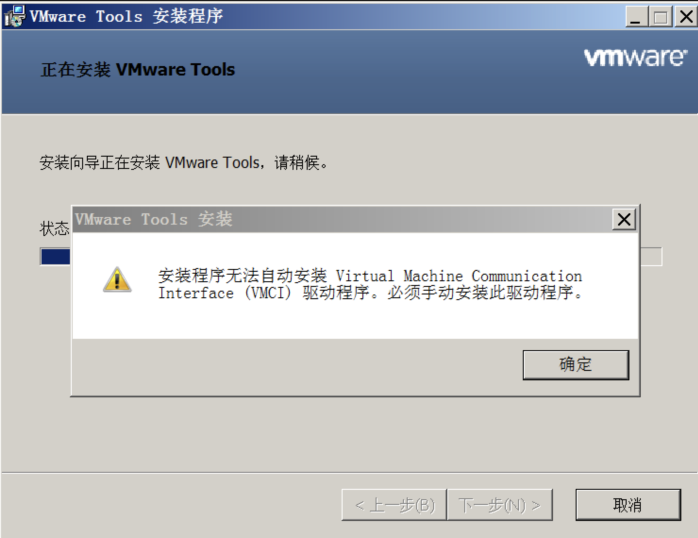 VMware Tools 安装程序
正在安装 VMware Tools
vmware®
安装向导正在安装 VMware Tools，请稍候。
状态
VMware Tools 安装
安装程序无法自动安装 Virtual Machine Communication
Interface (VMCI) 驱动程序。必须手动安装此驱动程序。
确定
< 上一步(B)
下一步(N) >
取消